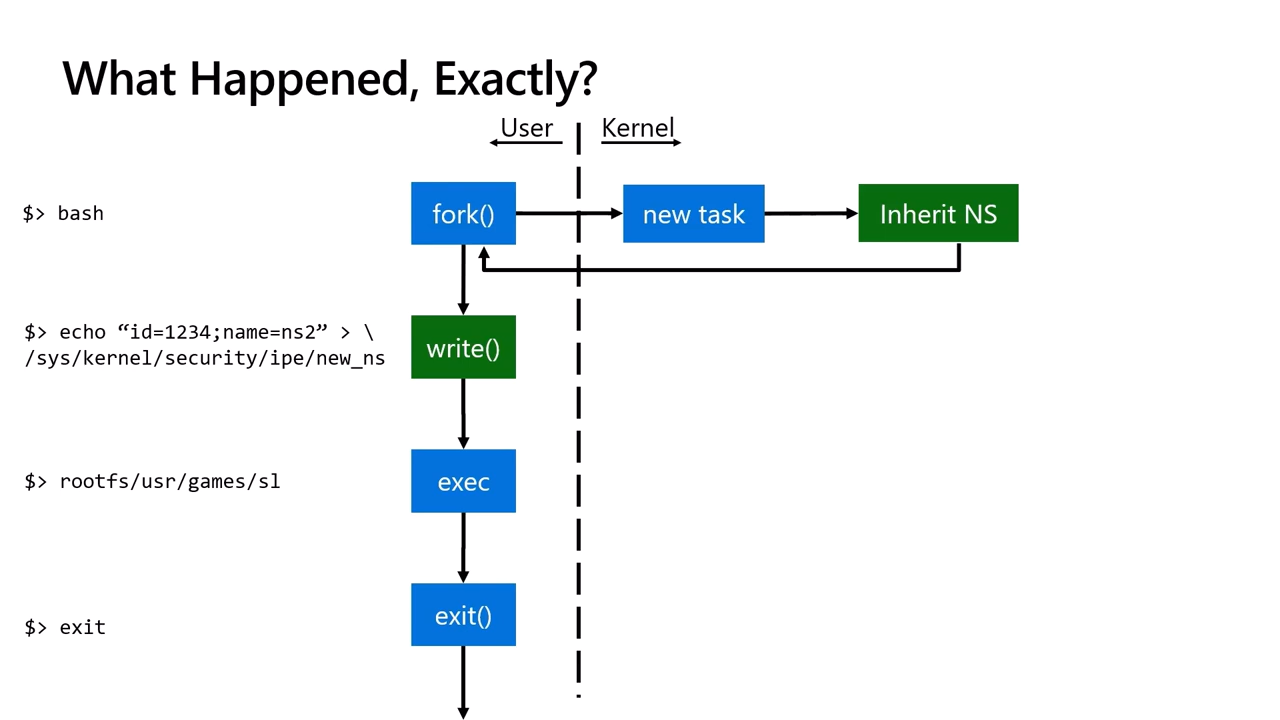 What Happened, Exactly?
User
Kernel
$> bash
fork()
new task
Inherit NS
$> echo “id=1234;name=ns2” > \
/sys/kernel/security/ipe/new_ns
write()
$> rootfs/usr/games/sl
exec
$> exit
exit()